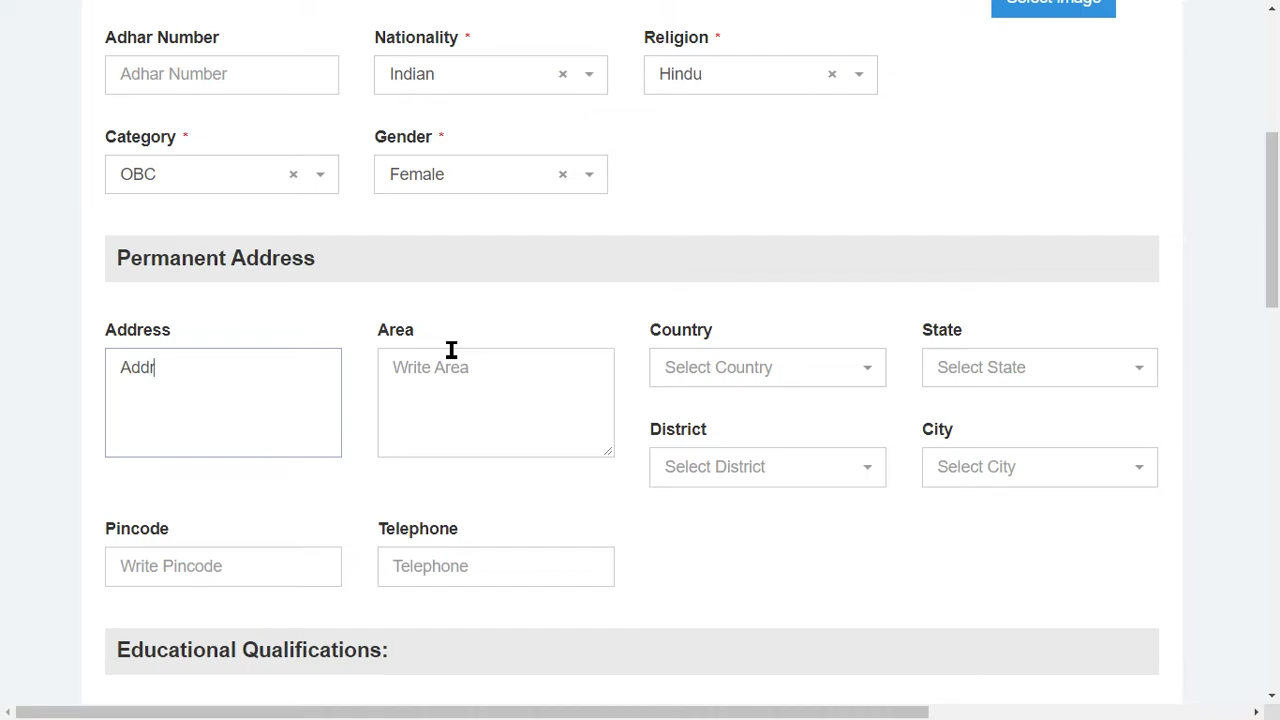 Select Image
Adhar Number
Nationality *
Religion *
Adhar Number
Indian × 
Hindu ×
Category *
Gender *
OBC ×
Female ×
Permanent Address
Address
Area
Country
State
Addr
Write Area
Select Country
Select State
District
City
Select District
Select City
Pincode
Telephone
Write Pincode
Telephone
Educational Qualifications: